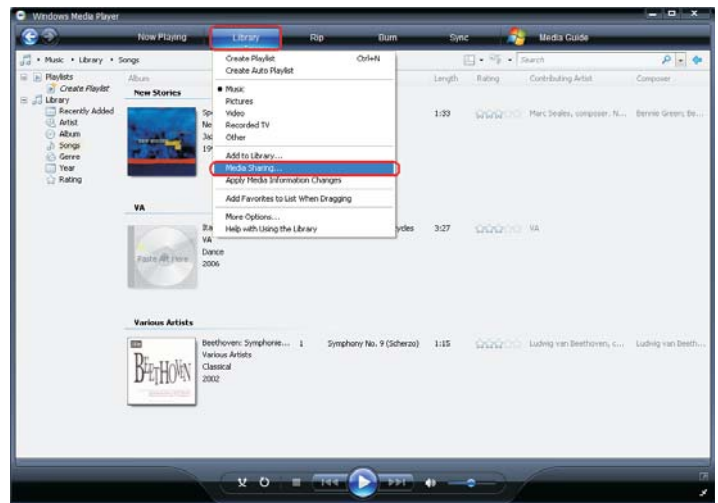 Windows Media Player
Now Playing Library Rip Burn Sync Media Guide
Music Library Songs Search
Playlists
Create Playlist
Library
Recently Added
Artist
Album
Songs
Genre
Year
Rating
Create Playlist Ctrl+N
Create Auto Playlist
Music
Pictures
Video
Recorded TV
Other
Add to Library...
Media Sharing...
Apply Media Information Changes
Add Favorites to List When Dragging
More Options...
Help with Using the Library
Album Length Rating Contributing Artist Composer
New Stories
1:33 Marc Seales, composer. N... Bernie Green; Be...
VA
Paste Art Here
VA
Dance
2006
3:27 VA
Various Artists
BEETHOVEN
Beethoven: Symphonie... 1 Symphony No. 9 (Scherzo) 1:15 Ludwig van Beethoven, c... Ludwig van Beeth...
Various Artists
Classical
2002